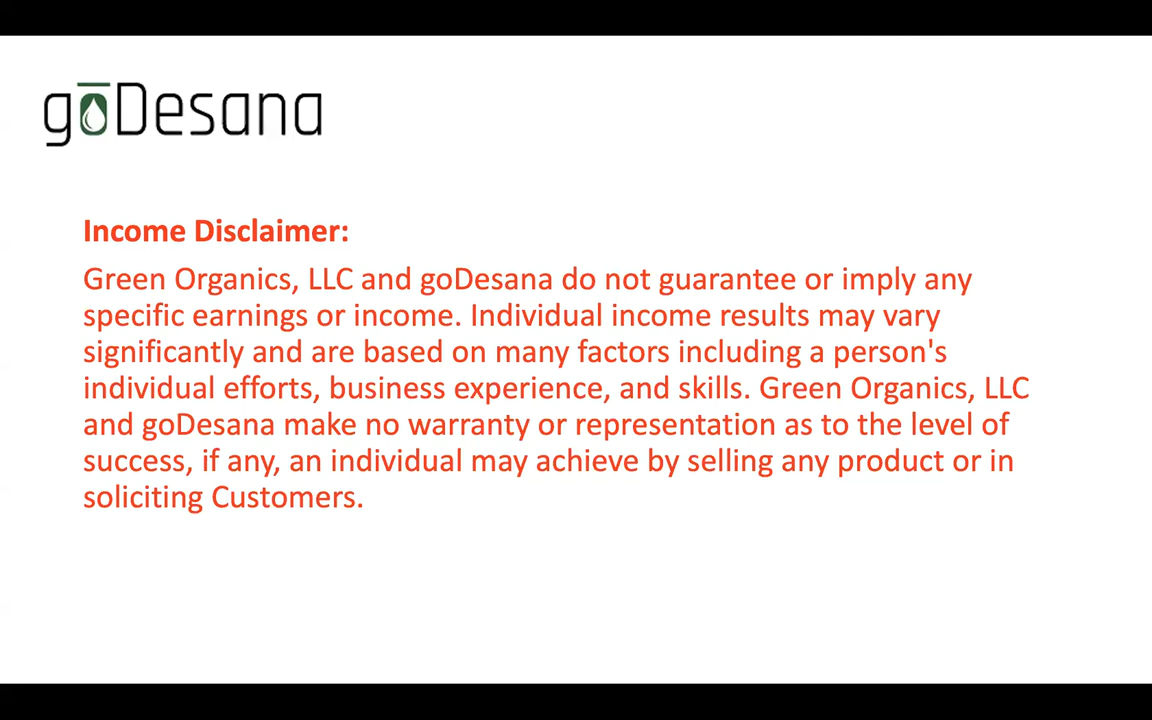 gōDesana
Income Disclaimer:
Green Organics, LLC and goDesana do not guarantee or imply any
specific earnings or income. Individual income results may vary
significantly and are based on many factors including a person's
individual efforts, business experience, and skills. Green Organics, LLC
and goDesana make no warranty or representation as to the level of
success, if any, an individual may achieve by selling any product or in
soliciting Customers.